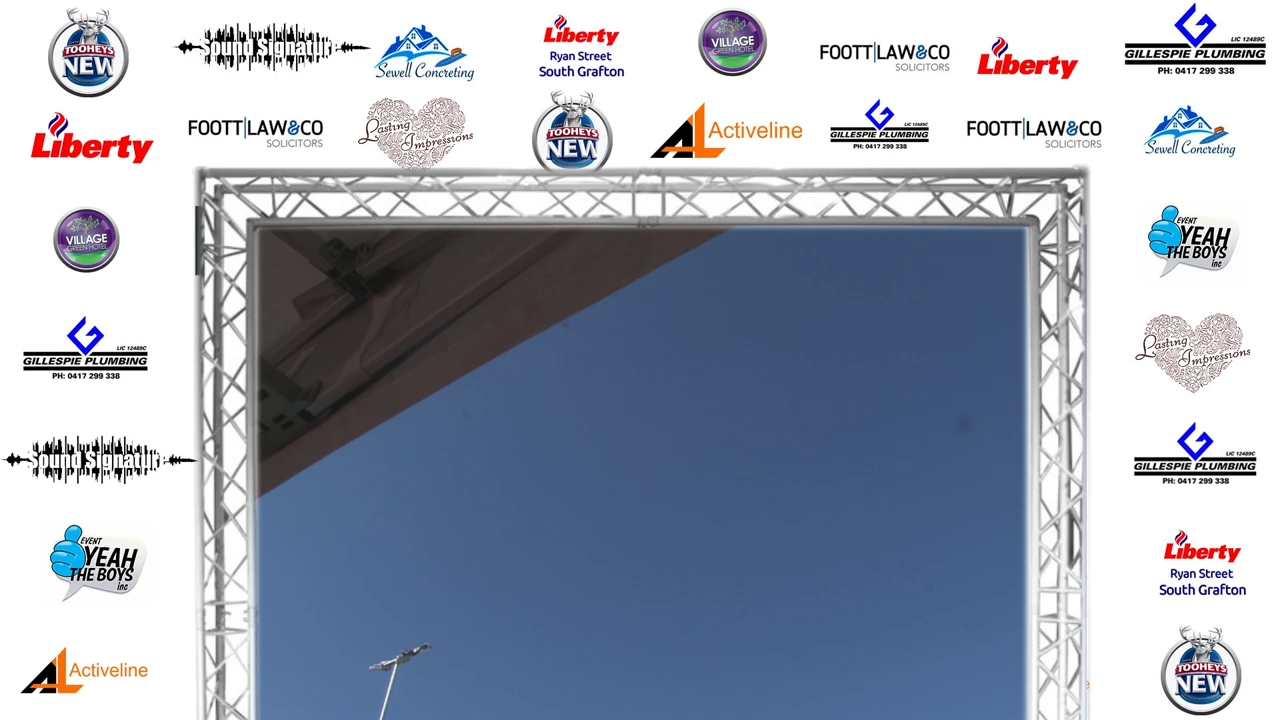 TOOHEYS
NEW
Sound Signature
Sewell Concreting
Liberty
Ryan Street
South Grafton
VILLAGE
GREEN HOTEL
FOOTT|LAW&CO
SOLICITORS
Liberty
LIC 12489C
GILLESPIE PLUMBING
PH: 0417 299 338
Liberty
FOOTT|LAW&CO
SOLICITORS
Lasting
Impressions
TOOHEYS
NEW
Activeline
LIC 12489C
GILLESPIE PLUMBING
PH: 0417 299 338
FOOTT|LAW&CO
SOLICITORS
Sewell Concreting
VILLAGE
GREEN HOTEL
EVENT
YEAH
THE BOYS
inc
LIC 12489C
GILLESPIE PLUMBING
PH: 0417 299 338
Lasting
Impressions
Sound Signature
LIC 12489C
GILLESPIE PLUMBING
PH: 0417 299 338
EVENT
YEAH
THE BOYS
inc
Liberty
Ryan Street
South Grafton
Activeline
TOOHEYS
NEW